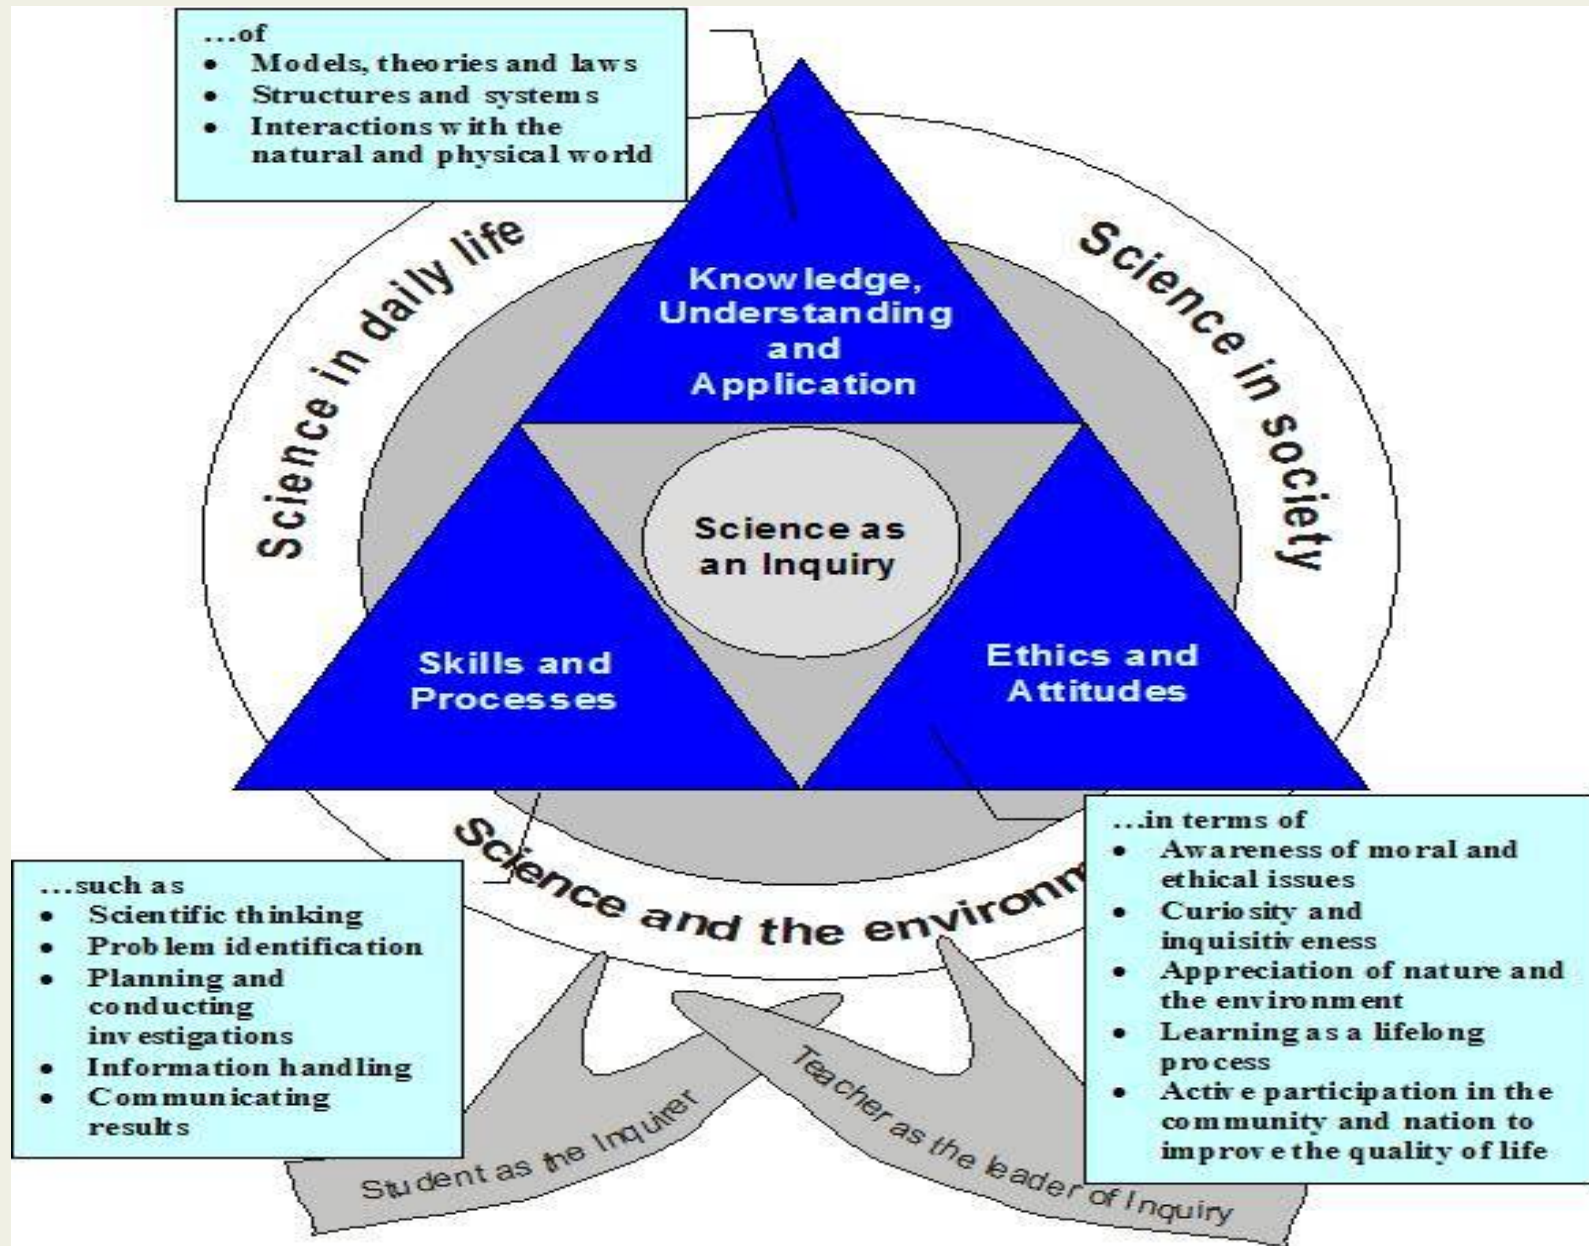 …of
• Models, theories and laws
• Structures and systems
• Interactions with the
natural and physical world
Science in daily life
Science in society
Knowledge,
Understanding
and
Application
Science as
an Inquiry
Skills and
Processes
Ethics and
Attitudes
Science and the environm
…such as
• Scientific thinking
• Problem identification
• Planning and
conducting
investigations
• Information handling
• Communicating
results
…in terms of
• Awareness of moral and
ethical issues
• Curiosity and
inquisitiveness
• Appreciation of nature and
the environment
• Learning as a lifelong
process
• Active participation in the
community and nation to
improve the quality of life
Student as the Inquirer
Teacher as the leader of Inquiry